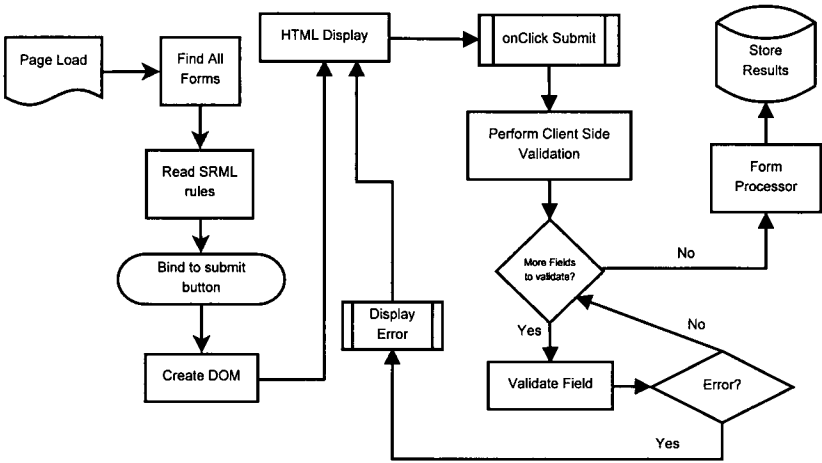 Page Load
Find All
Forms
Read SRML
rules
Bind to submit
button
Create DOM
HTML Display
onClick Submit
Perform Client Side
Validation
More Fields
to validate?
Yes
No
Validate Field
Error?
No
Yes
Display
Error
Form
Processor
Store
Results